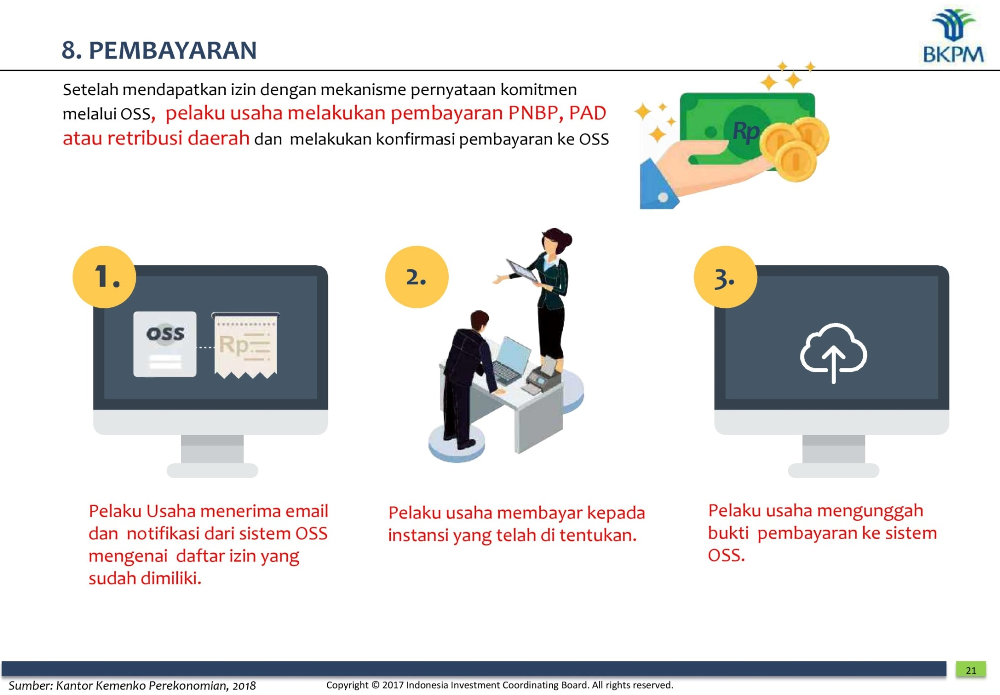 BKPM
8. PEMBAYARAN
Setelah mendapatkan izin dengan mekanisme pernyataan komitmen
melalui OSS, pelaku usaha melakukan pembayaran PNBP, PAD
atau retribusi daerah dan melakukan konfirmasi pembayaran ke OSS
Rp
1.
OSS
Rp.
2.
3.
Pelaku Usaha menerima email
dan notifikasi dari sistem OSS
mengenai daftar izin yang
sudah dimiliki.
Pelaku usaha membayar kepada
instansi yang telah di tentukan.
Pelaku usaha mengunggah
bukti pembayaran ke sistem
OSS.
21
Sumber: Kantor Kemenko Perekonomian, 2018
Copyright © 2017 Indonesia Investment Coordinating Board. All rights reserved.